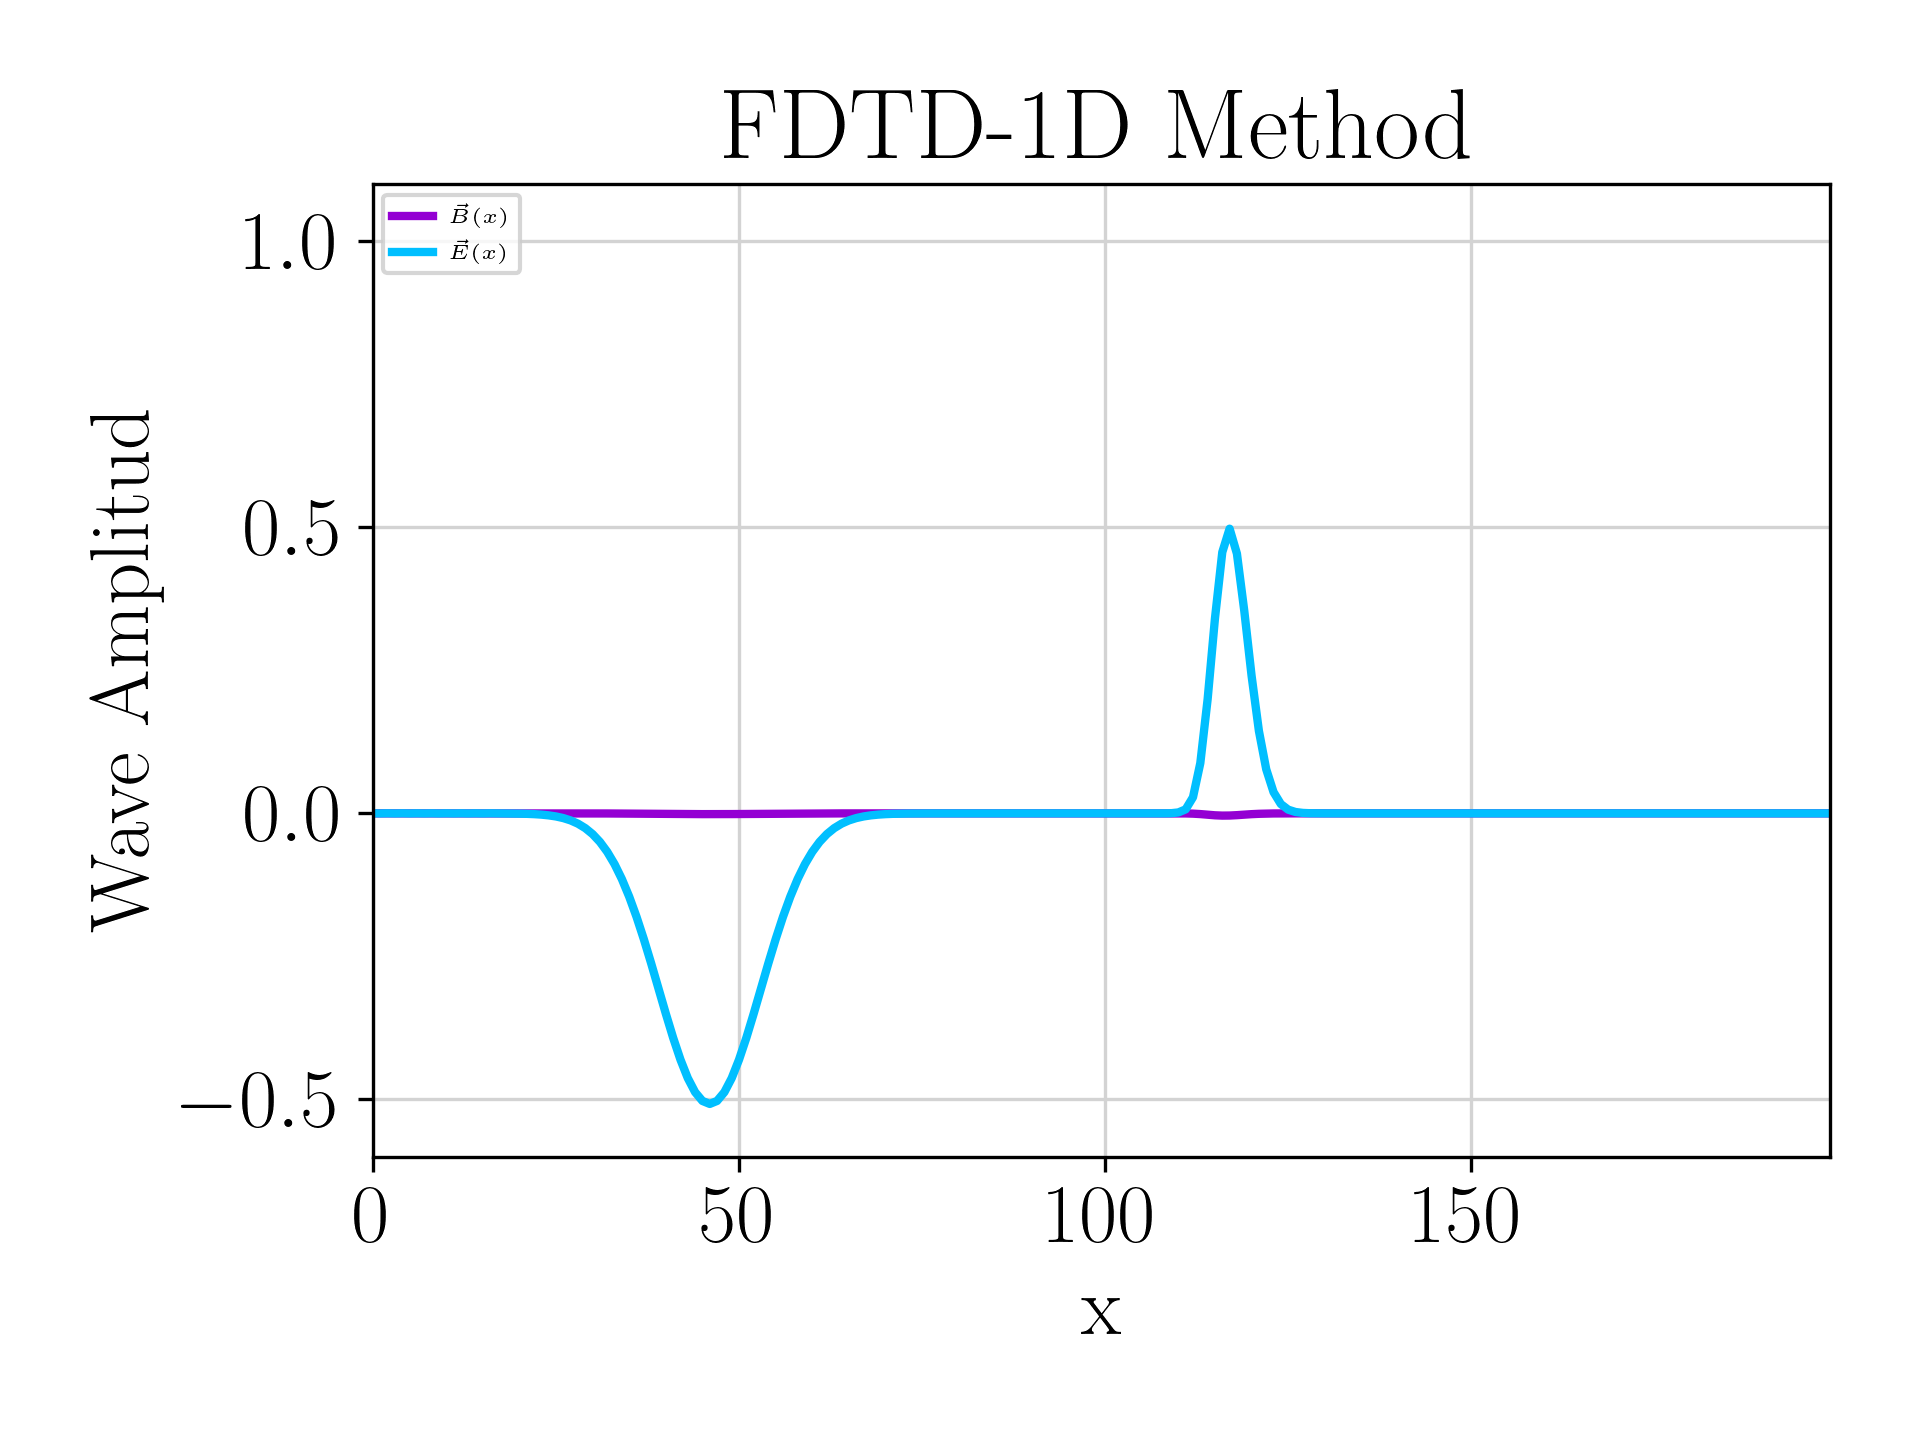 FDTD-1D Method
1.0
0.5
0.0
−0.5
Wave Amplitud
$\vec{B}(x)$
$\vec{E}(x)$
0 50 100 150
x